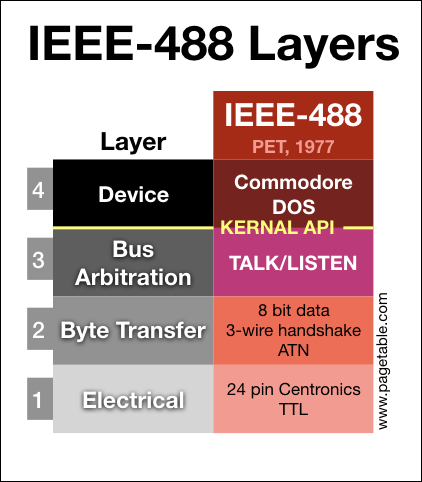 IEEE-488 Layers
Layer
IEEE-488
PET, 1977
4
Device
Commodore
DOS
KERNAL API
3
Bus
Arbitration
TALK/LISTEN
2
Byte Transfer
8 bit data
3-wire handshake
ATN
1
Electrical
24 pin Centronics
TTL
www.pagetable.com